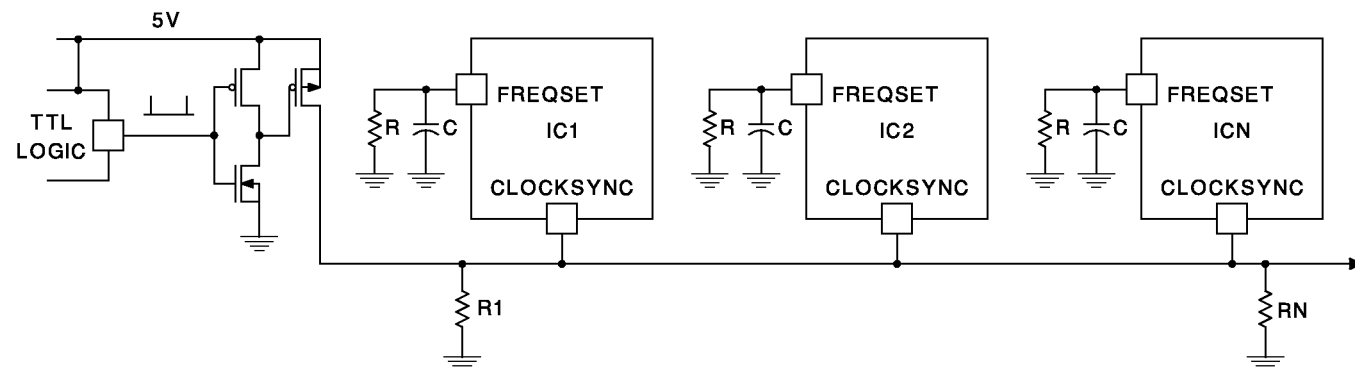 5V
TTL
LOGIC
R
C
FREQSET
IC1
CLOCKSYNC
R
C
FREQSET
IC2
CLOCKSYNC
R
C
FREQSET
ICN
CLOCKSYNC
R1
RN